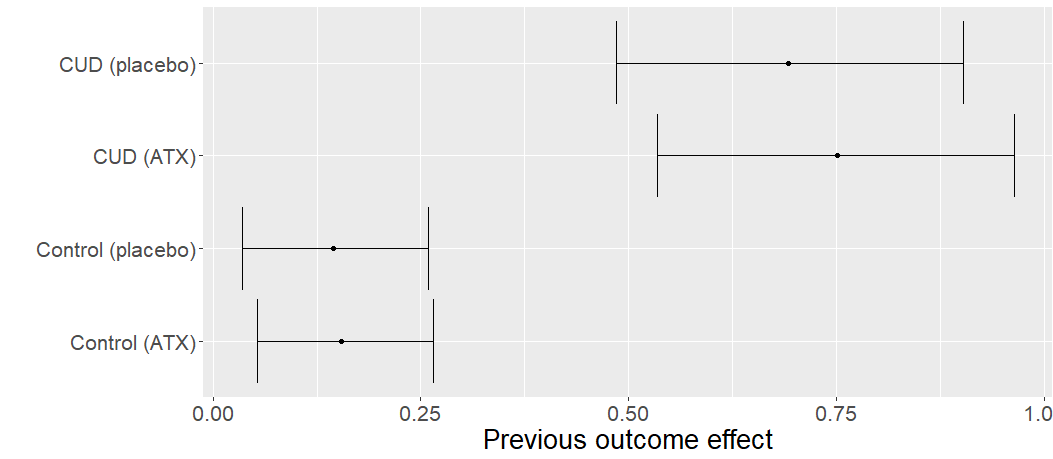 CUD (placebo)
CUD (ATX)
Control (placebo)
Control (ATX)
0.00 0.25 0.50 0.75 1.0
Previous outcome effect